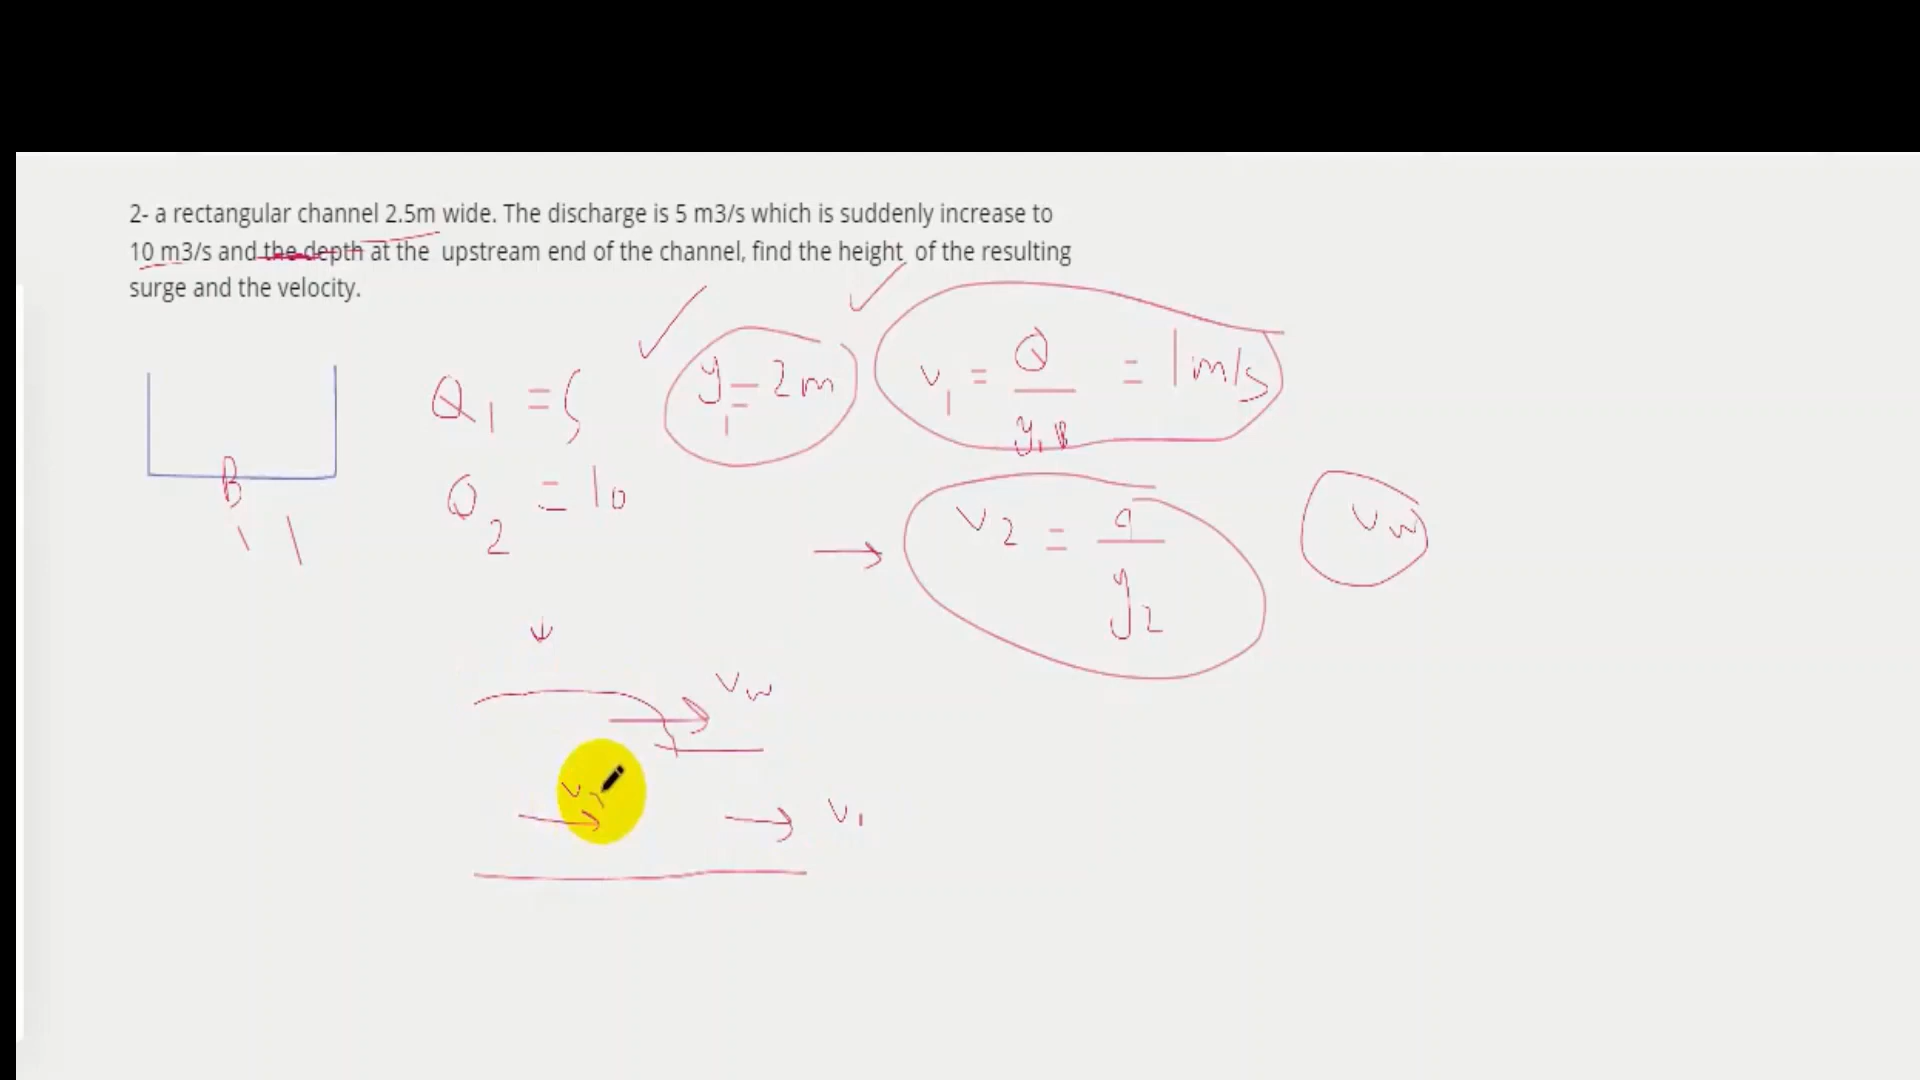 2- a rectangular channel 2.5m wide. The discharge is 5 m3/s which is suddenly increase to
10 m3/s and the depth at the upstream end of the channel, find the height of the resulting
surge and the velocity.
Q1 = 5
y1 = 2m
v1 = Q / y1 B = 1 m/s
B
Q2 = 10
v2 = q / y2
vw
vw
v2
v1